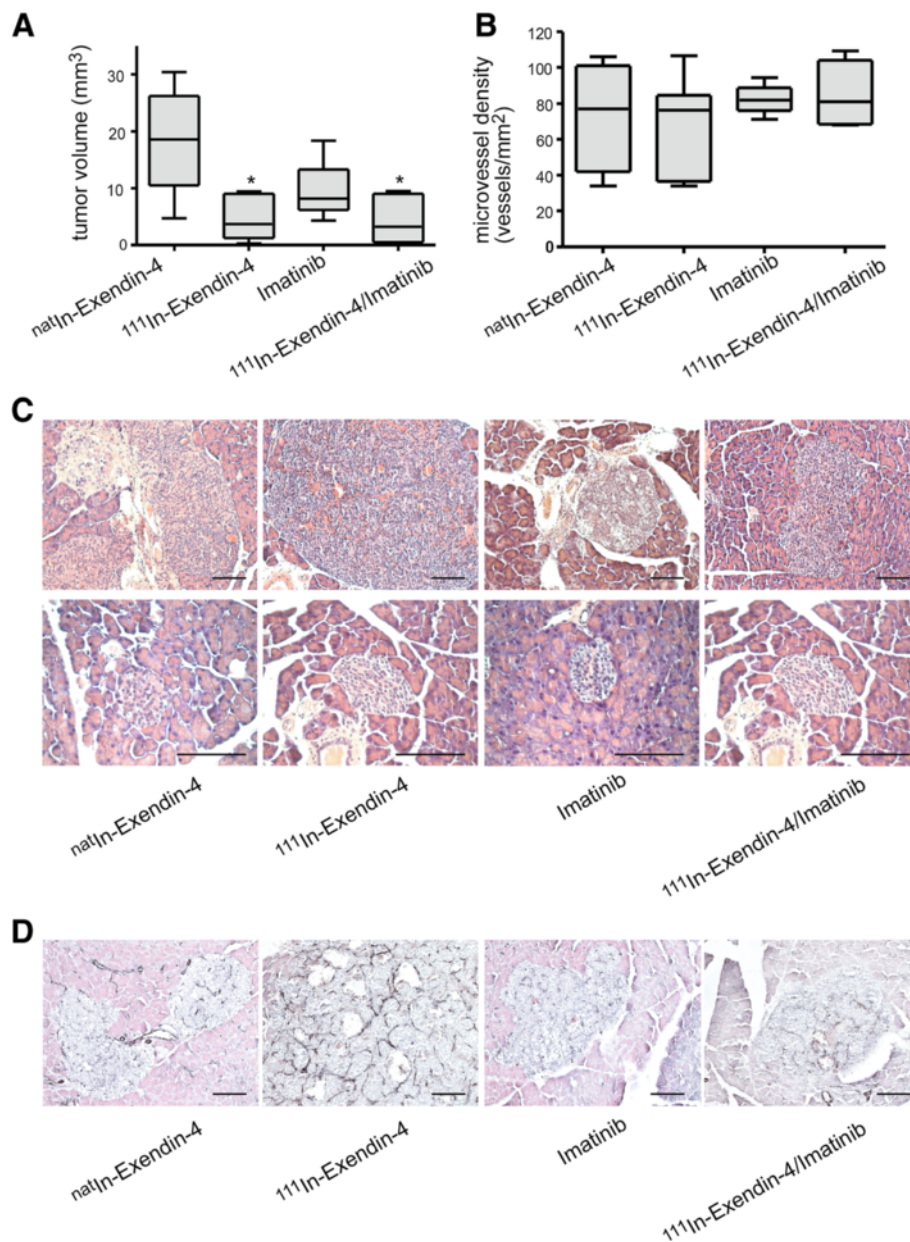 A
tumor volume (mm³)
30
20
10
0
*
*
ⁿᵃᵗIn-Exendin-4
¹¹¹In-Exendin-4
Imatinib
¹¹¹In-Exendin-4/Imatinib
B
microvessel density
(vessels/mm²)
120
100
80
60
40
20
0
ⁿᵃᵗIn-Exendin-4
¹¹¹In-Exendin-4
Imatinib
¹¹¹In-Exendin-4/Imatinib
C
ⁿᵃᵗIn-Exendin-4
¹¹¹In-Exendin-4
Imatinib
¹¹¹In-Exendin-4/Imatinib
D
ⁿᵃᵗIn-Exendin-4
¹¹¹In-Exendin-4
Imatinib
¹¹¹In-Exendin-4/Imatinib